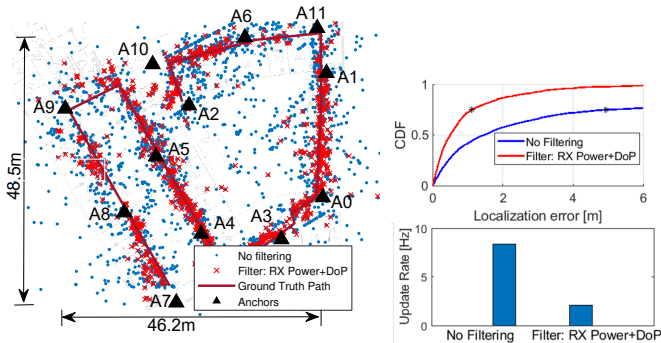 A6
A11
A10
A1
A9
A2
48.5m
A5
A0
A8
A4
A3
No filtering
Filter: RX Power+DoP
Ground Truth Path
Anchors
A7
46.2m
1
0.5
0
CDF
No Filtering
Filter: RX Power+DoP
0 2 4 6
Localization error [m]
10
5
0
Update Rate [Hz]
No Filtering Filter: RX Power+DoP